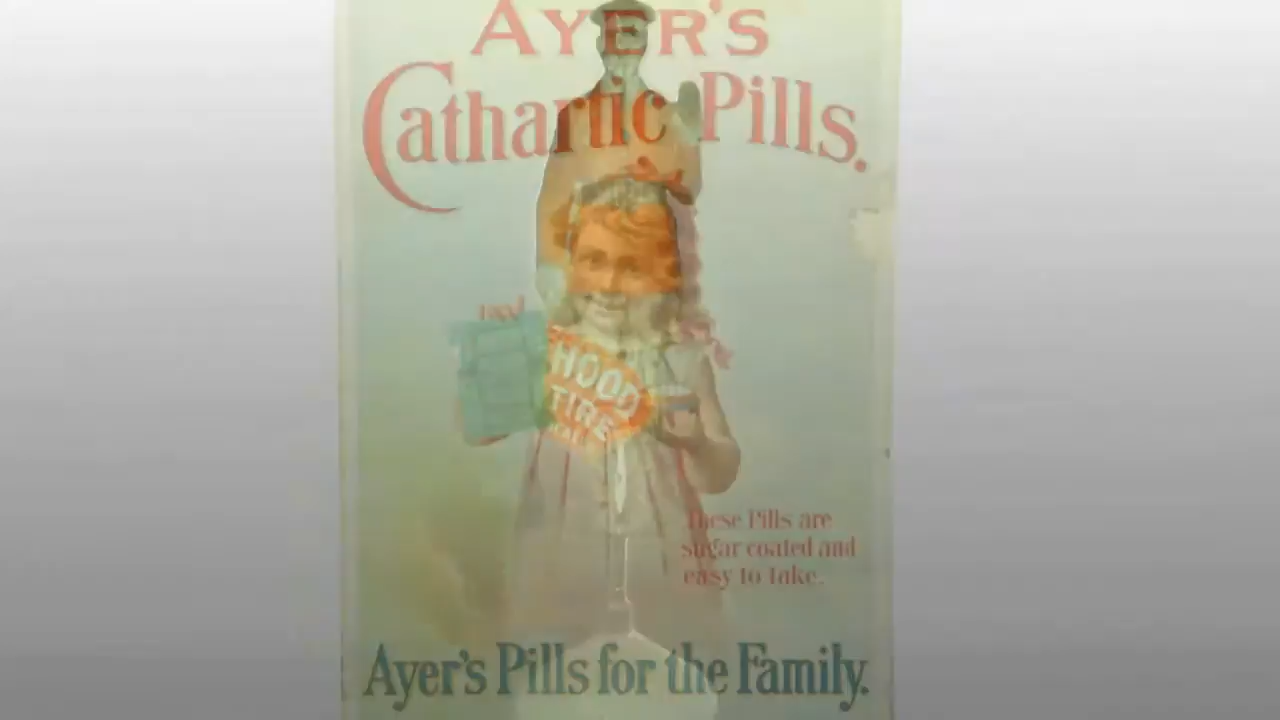 AYER'S
Cathartic Pills.
HOOD
TIRE
These Pills are
sugar coated and
easy to take.
Ayer's Pills for the Family.